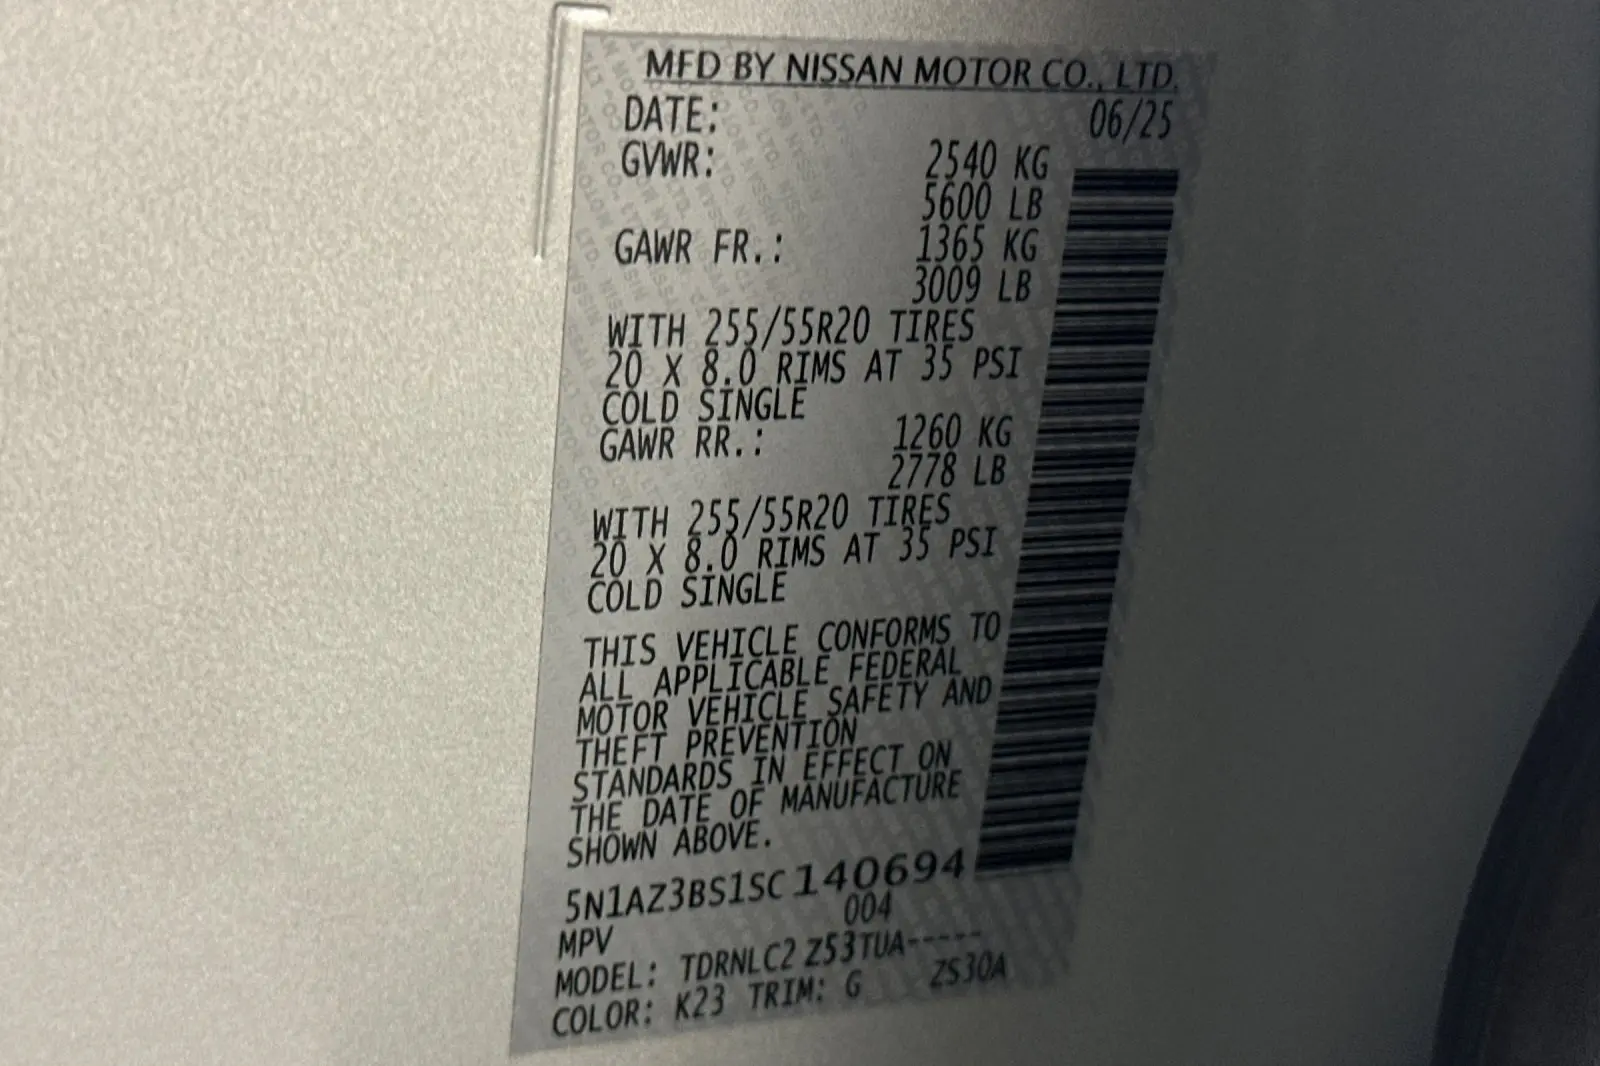 MFD BY NISSAN MOTOR CO., LTD.
DATE: 06/25
GVWR: 2540 KG
5600 LB
GAWR FR.: 1365 KG
3009 LB
WITH 255/55R20 TIRES
20 X 8.0 RIMS AT 35 PSI
COLD SINGLE
GAWR RR.: 1260 KG
2778 LB
WITH 255/55R20 TIRES
20 X 8.0 RIMS AT 35 PSI
COLD SINGLE
THIS VEHICLE CONFORMS TO
ALL APPLICABLE FEDERAL
MOTOR VEHICLE SAFETY AND
THEFT PREVENTION
STANDARDS IN EFFECT ON
THE DATE OF MANUFACTURE
SHOWN ABOVE.
5N1AZ3BS1SC140694
004
MPV
MODEL: TDRNLC2 Z53TUA-----
COLOR: K23 TRIM: G ZS30A